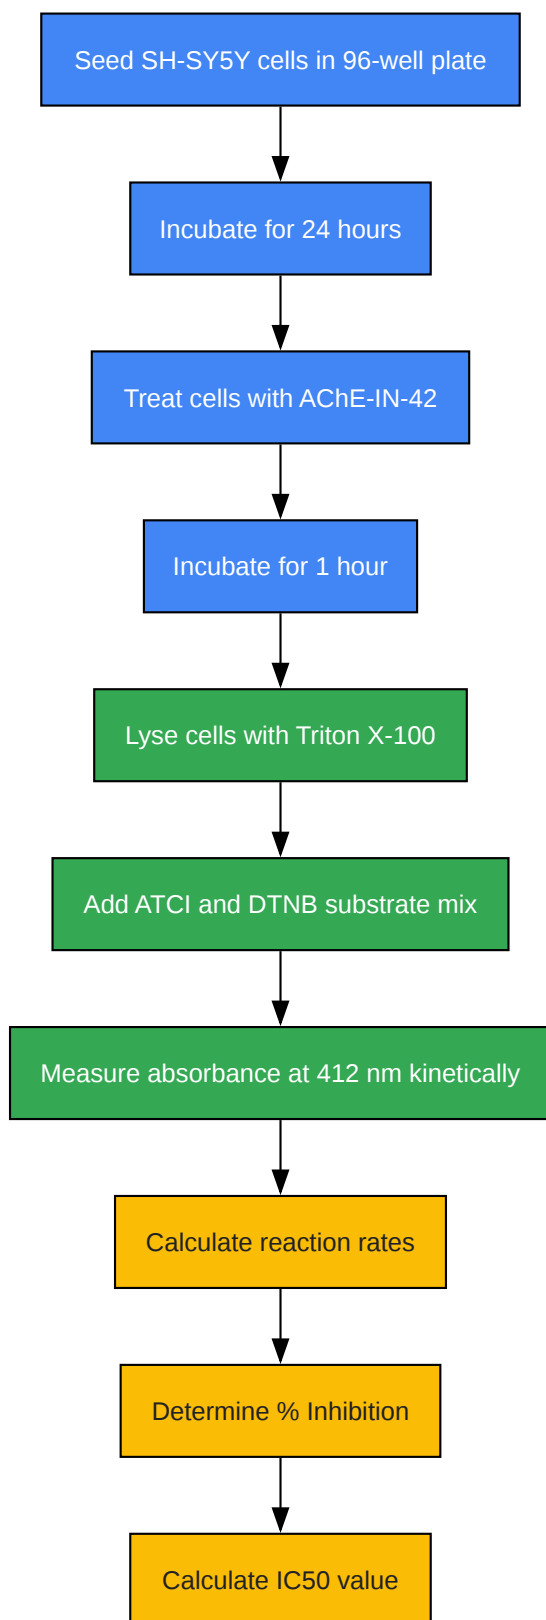 Seed SH-SY5Y cells in 96-well plate
Incubate for 24 hours
Treat cells with AChE-IN-42
Incubate for 1 hour
Lyse cells with Triton X-100
Add ATCI and DTNB substrate mix
Measure absorbance at 412 nm kinetically
Calculate reaction rates
Determine % Inhibition
Calculate IC50 value